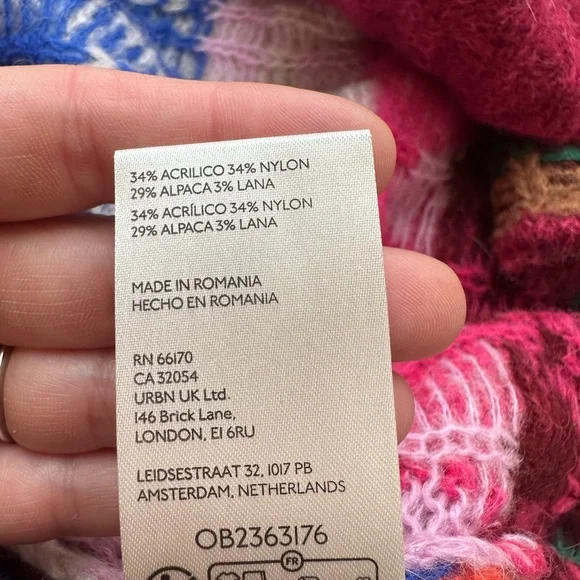 34% ACRILICO 34% NYLON
29% ALPACA 3% LANA
34% ACRÍLICO 34% NYLON
29% ALPACA 3% LANA
MADE IN ROMANIA
HECHO EN ROMANIA
RN 66170
CA 32054
URBN UK Ltd.
146 Brick Lane,
LONDON, E1 6RU
LEIDSESTRAAT 32, 1017 PB
AMSTERDAM, NETHERLANDS
OB2363176
FR